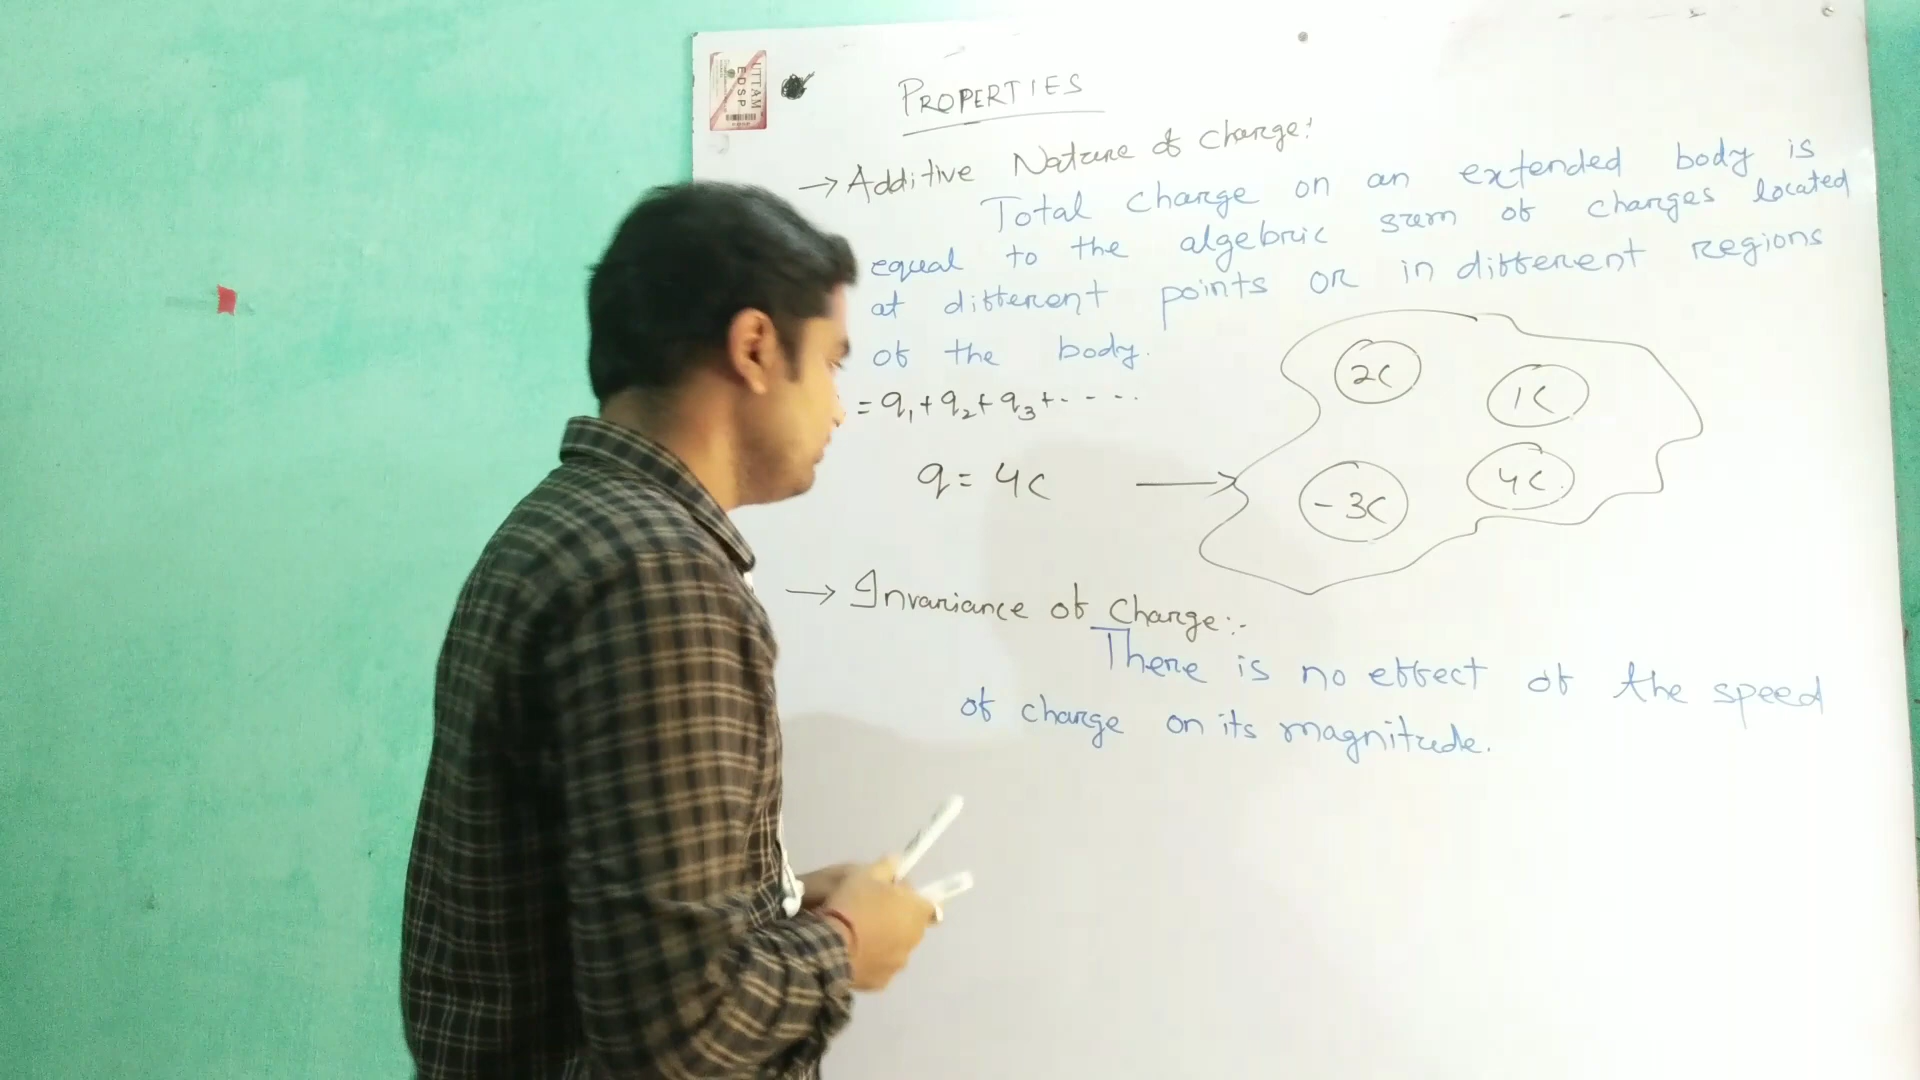 UTTAM
EDSP
PROPERTIES
→ Additive Nature of charge:
Total charge on an extended body is
equal to the algebric sum of charges located
at different points or in different regions
of the body.
= q₁ + q₂ + q₃ + - - - -
q = 4C
2C
1C
-3C
4C
→ Invariance of Charge:-
There is no effect of the speed
of charge on its magnitude.